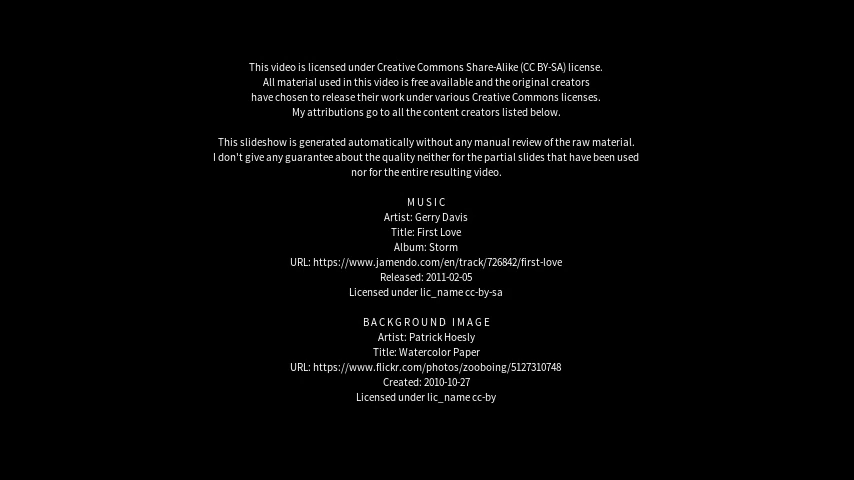 This video is licensed under Creative Commons Share-Alike (CC BY-SA) license.
All material used in this video is free available and the original creators
have chosen to release their work under various Creative Commons licenses.
My attributions go to all the content creators listed below.
This slideshow is generated automatically without any manual review of the raw material.
I don't give any guarantee about the quality neither for the partial slides that have been used
nor for the entire resulting video.
MUSIC
Artist: Gerry Davis
Title: First Love
Album: Storm
URL: https://www.jamendo.com/en/track/726842/first-love
Released: 2011-02-05
Licensed under lic_name cc-by-sa
BACKGROUND IMAGE
Artist: Patrick Hoesly
Title: Watercolor Paper
URL: https://www.flickr.com/photos/zooboing/5127310748
Created: 2010-10-27
Licensed under lic_name cc-by